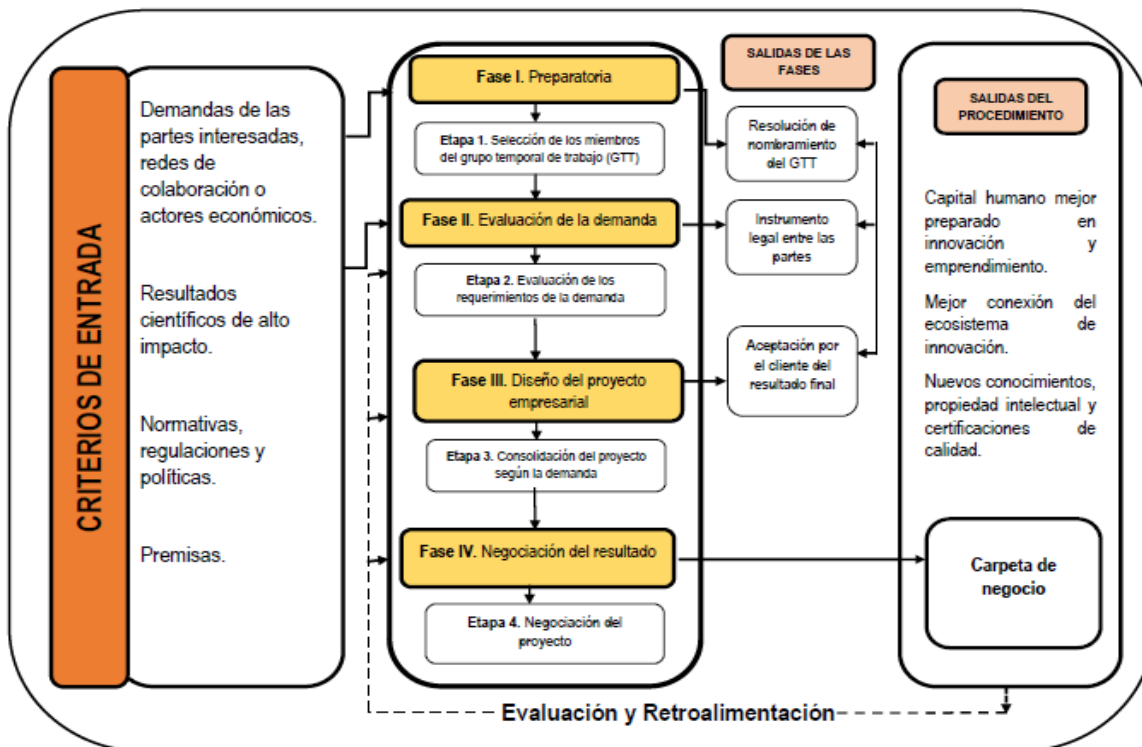 CRITERIOS DE ENTRADA
Demandas de las
partes interesadas,
redes de
colaboración o
actores económicos.
Resultados
científicos de alto
impacto.
Normativas,
regulaciones y
políticas.
Premisas.
Fase I. Preparatoria
Etapa 1. Selección de los miembros
del grupo temporal de trabajo (GTT)
Fase II. Evaluación de la demanda
Etapa 2. Evaluación de los
requerimientos de la demanda
Fase III. Diseño del proyecto
empresarial
Etapa 3. Consolidación del proyecto
según la demanda
Fase IV. Negociación del resultado
Etapa 4. Negociación del
proyecto
SALIDAS DE LAS
FASES
Resolución de
nombramiento
del GTT
Instrumento
legal entre las
partes
Aceptación por
el cliente del
resultado final
SALIDAS DEL
PROCEDIMIENTO
Capital humano mejor
preparado en
innovación y
emprendimiento.
Mejor conexión del
ecosistema de
innovación.
Nuevos conocimientos,
propiedad intelectual y
certificaciones de
calidad.
Carpeta de
negocio
Evaluación y Retroalimentación